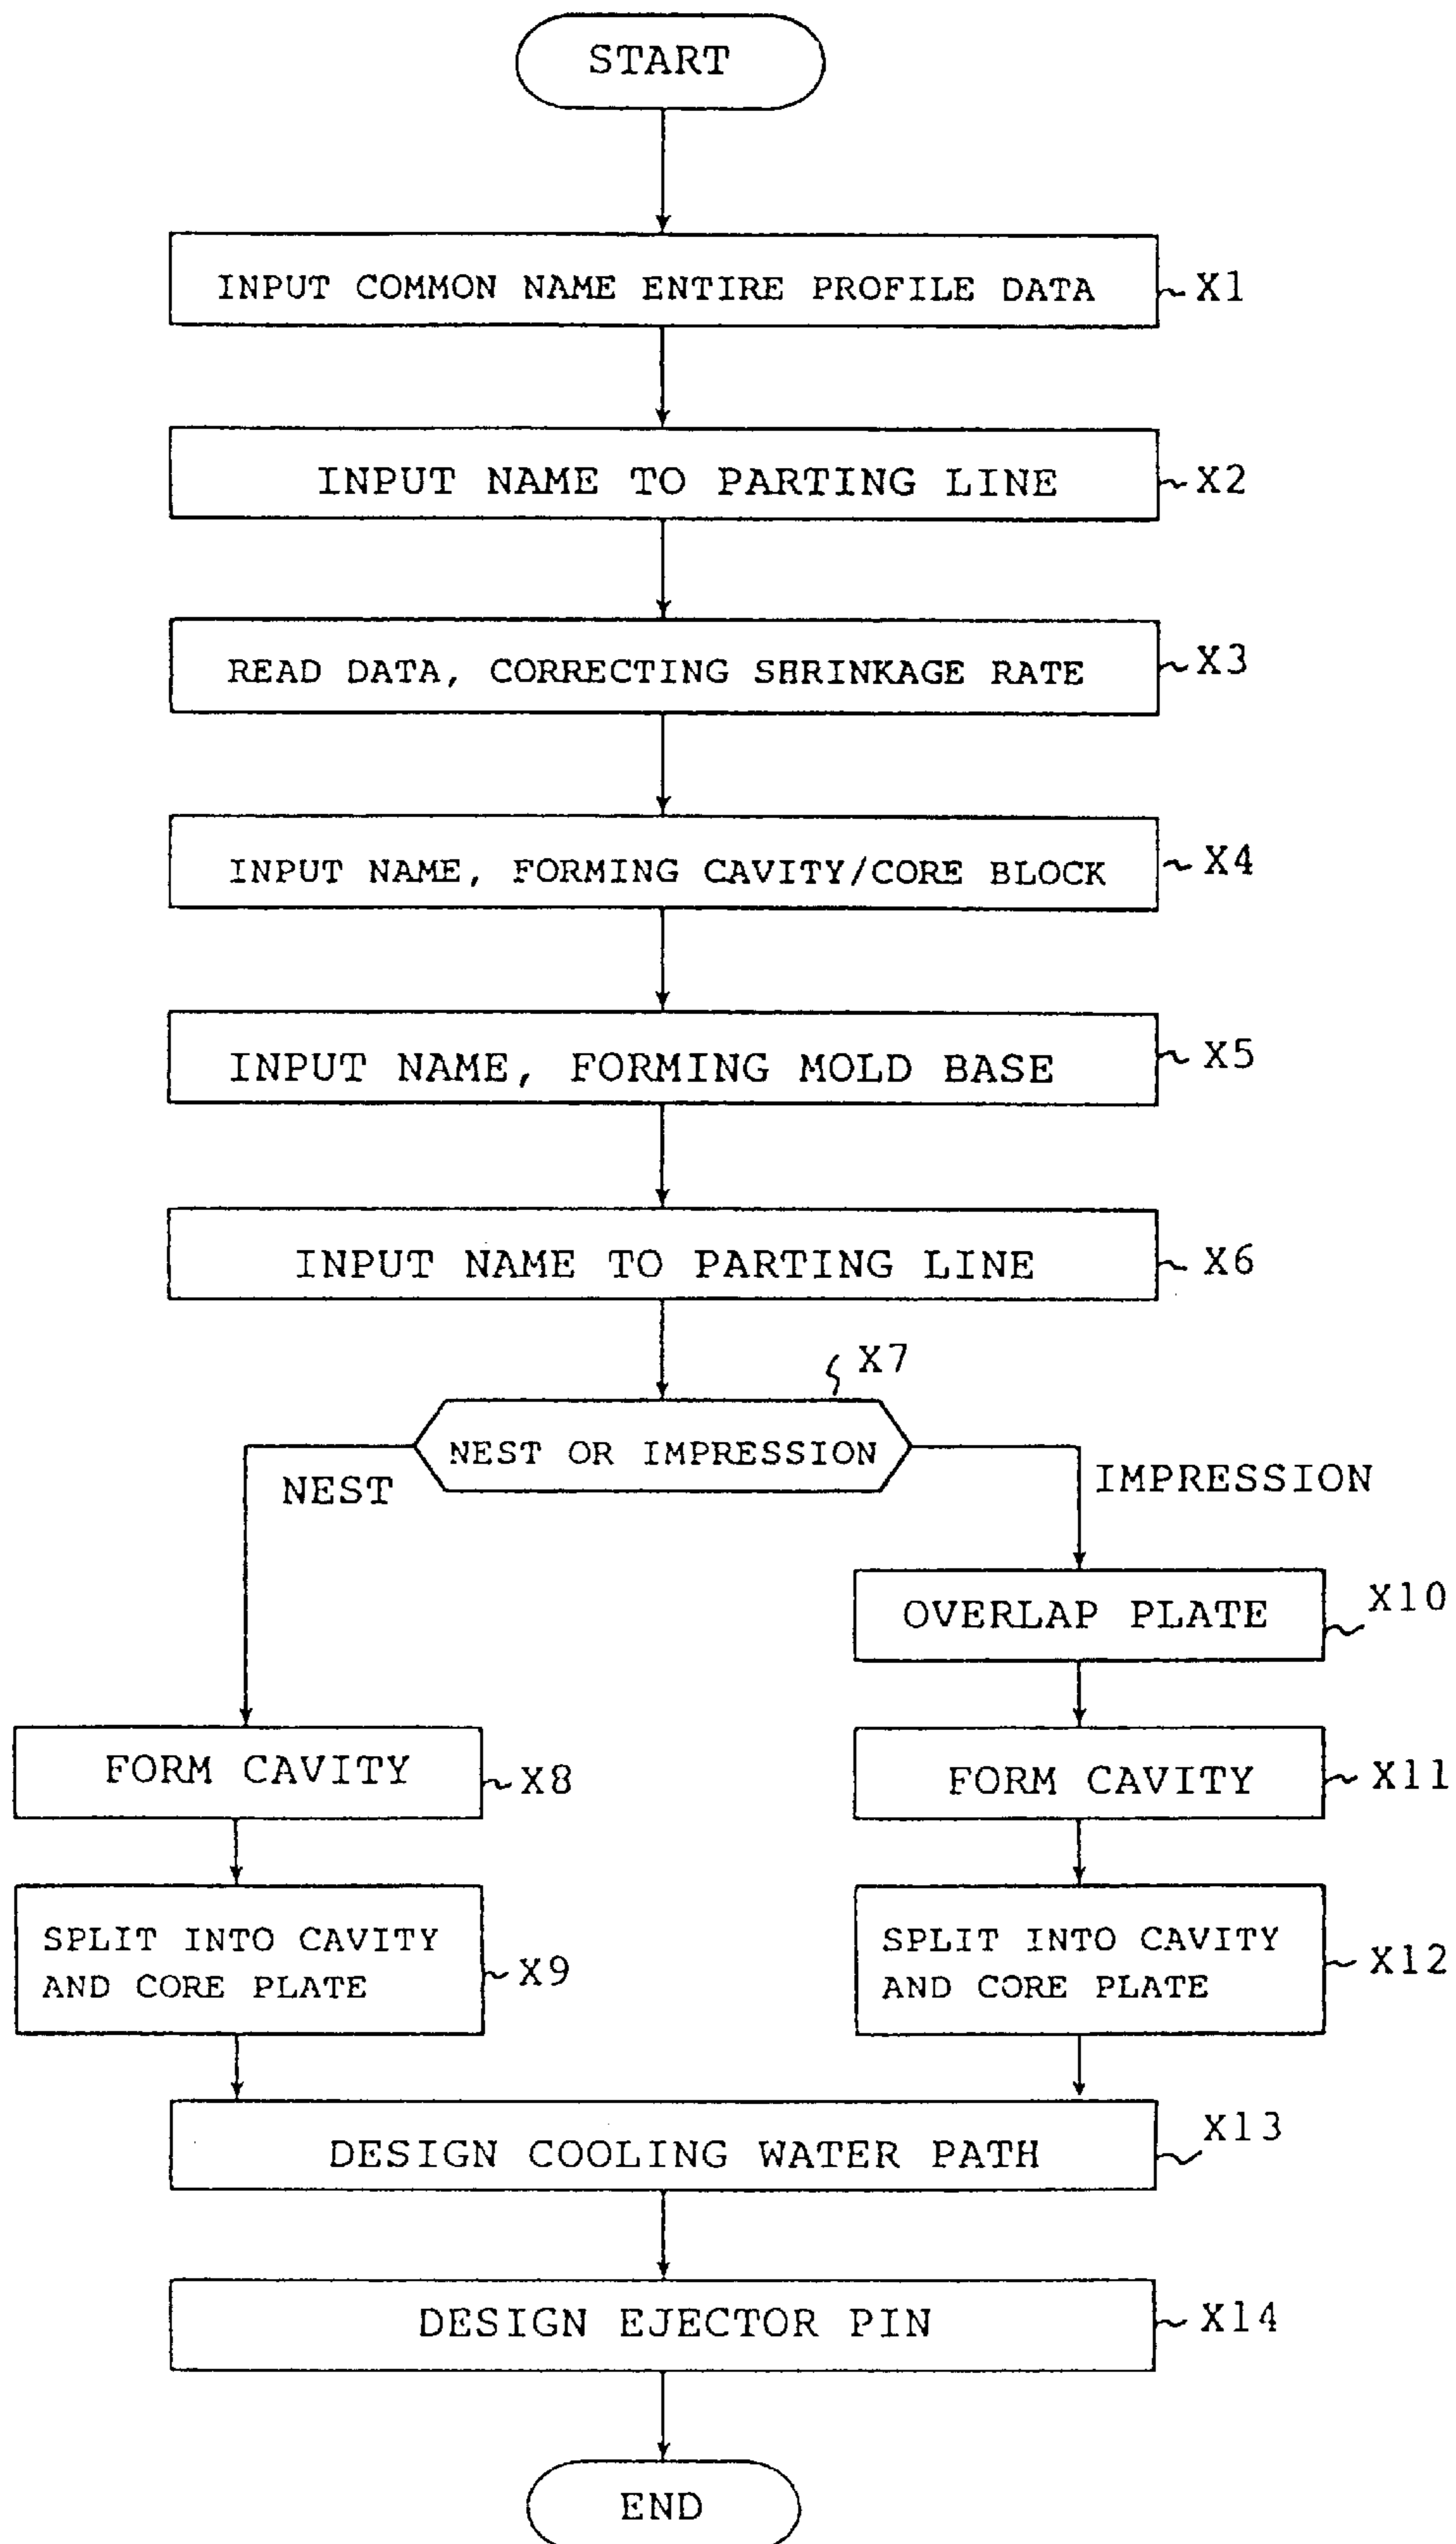 START
INPUT COMMON NAME ENTIRE PROFILE DATA
X1
INPUT NAME TO PARTING LINE
X2
READ DATA, CORRECTING SHRINKAGE RATE
X3
INPUT NAME, FORMING CAVITY/CORE BLOCK
X4
INPUT NAME, FORMING MOLD BASE
X5
INPUT NAME TO PARTING LINE
X6
X7
NEST OR IMPRESSION
NEST
IMPRESSION
OVERLAP PLATE
X10
FORM CAVITY
X8
FORM CAVITY
X11
SPLIT INTO CAVITY
AND CORE PLATE
X9
SPLIT INTO CAVITY
AND CORE PLATE
X12
DESIGN COOLING WATER PATH
X13
DESIGN EJECTOR PIN
X14
END